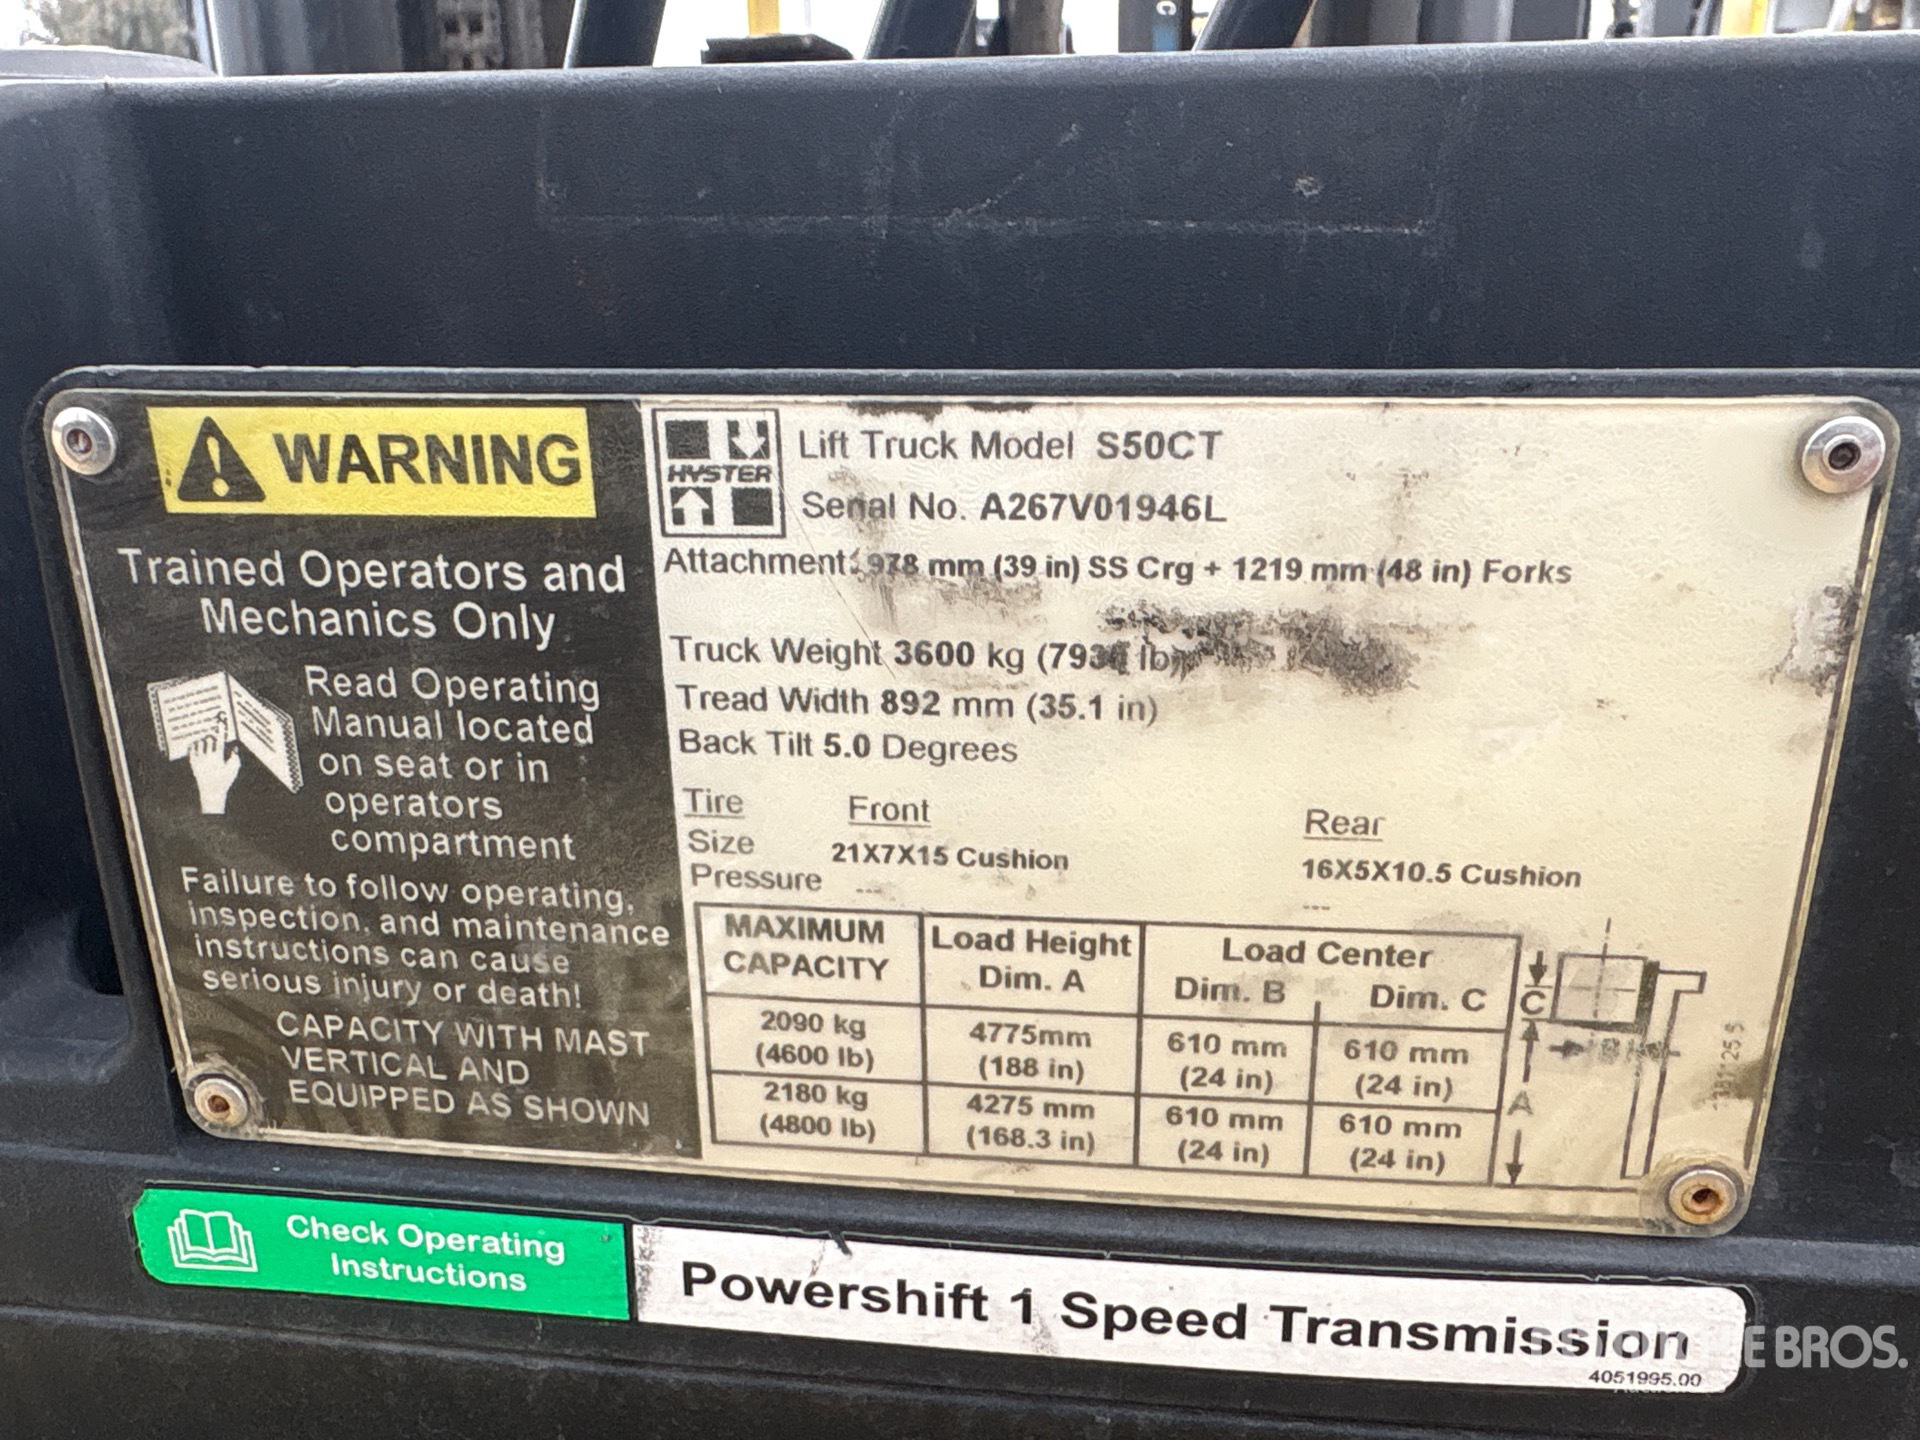 WARNING
Trained Operators and
Mechanics Only
Read Operating
Manual located
on seat or in
operators
compartment
Failure to follow operating,
inspection, and maintenance
instructions can cause
serious injury or death!
CAPACITY WITH MAST
VERTICAL AND
EQUIPPED AS SHOWN
HYSTER
Lift Truck Model S50CT
Serial No. A267V01946L
Attachment: 978 mm (39 in) SS Crg + 1219 mm (48 in) Forks
Truck Weight 3600 kg lb)
Tread Width 892 mm (35.1 in)
Back Tilt 5.0 Degrees
Tire Front Rear
Size 21X7X15 Cushion 16X5X10.5 Cushion
Pressure --- ---
MAXIMUM CAPACITY Load Height Dim. A Load Center Dim. B Dim. C
2090 kg 4775mm 610 mm 610 mm
(4600 lb) (188 in) (24 in) (24 in)
2180 kg 4275 mm 610 mm 610 mm
(4800 lb) (168.3 in) (24 in) (24 in)
C
B
A
Check Operating
Instructions
Powershift 1 Speed Transmission
4051995.00
BROS.
C